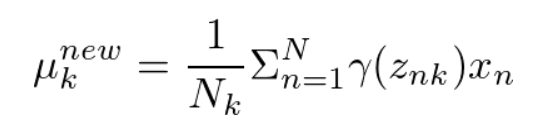 μ_k^{new} = \frac{1}{N_k} Σ_{n=1}^{N} γ(z_{nk}) x_n